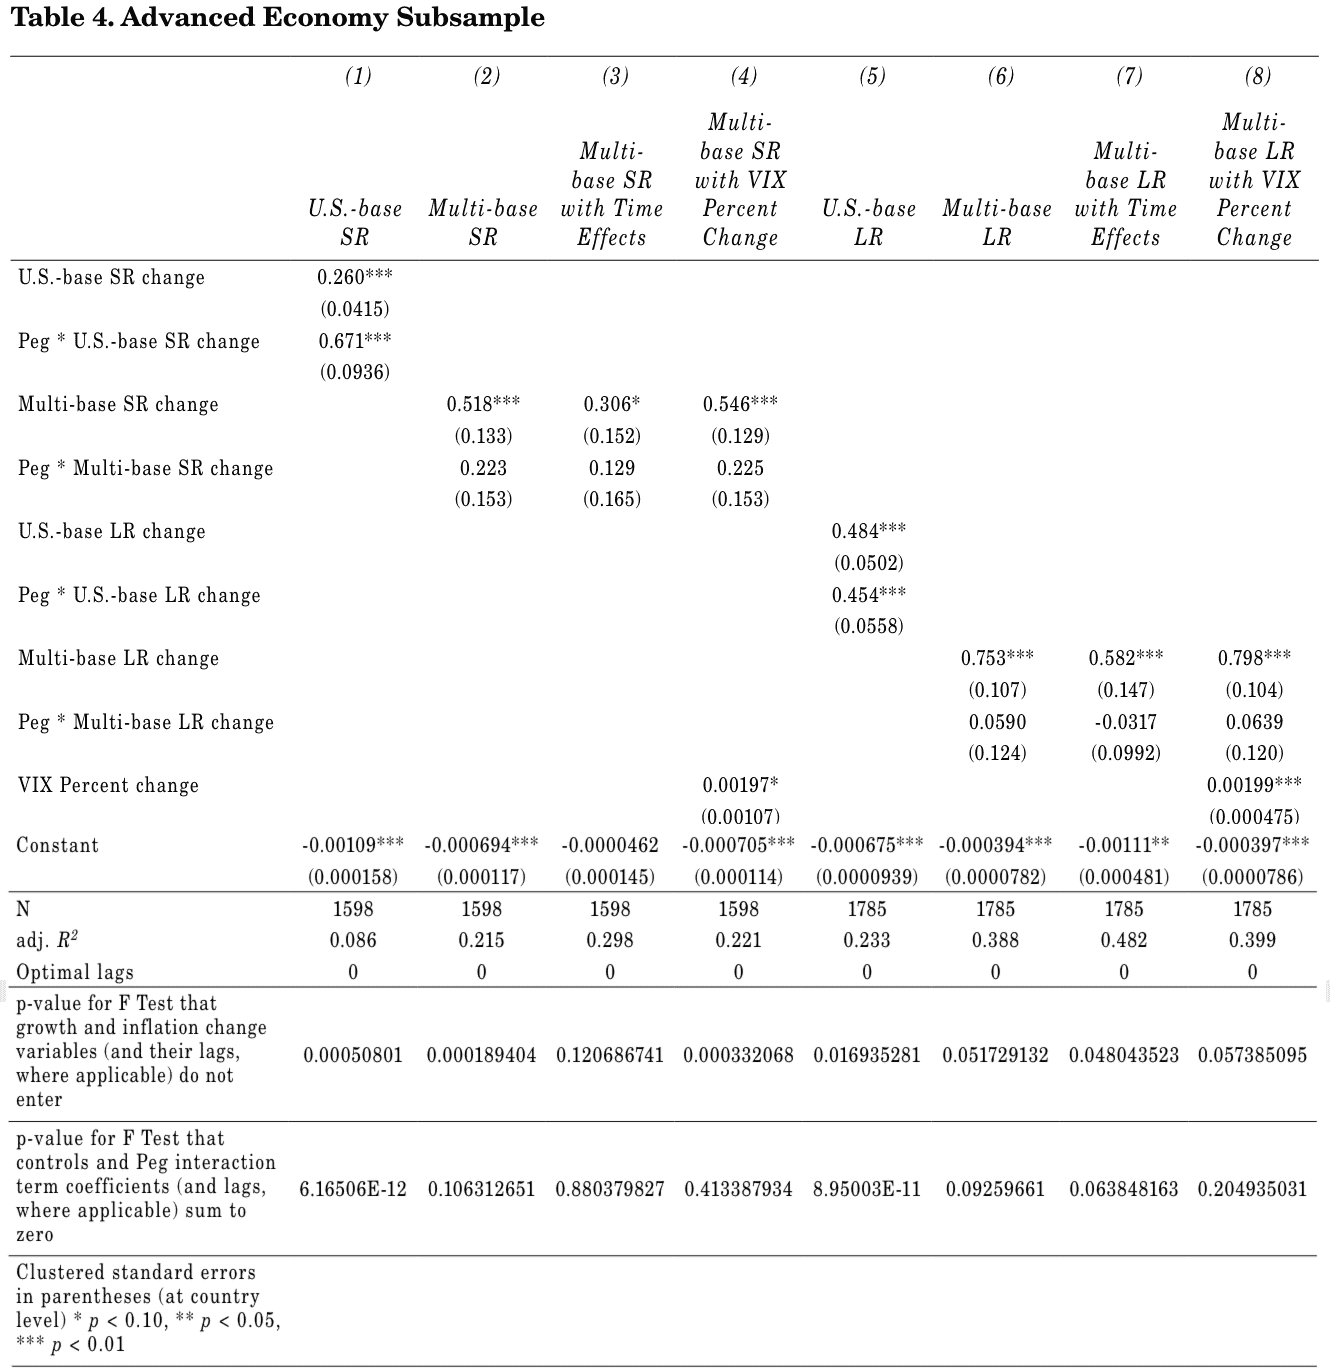 Table 4. Advanced Economy Subsample
(1) (2) (3) (4) (5) (6) (7) (8)
Multi- Multi-
Multi- base SR Multi- base LR
base SR with VIX base LR with VIX
U.S.-base Multi-base with Time Percent U.S.-base Multi-base with Time Percent
SR SR Effects Change LR LR Effects Change
U.S.-base SR change 0.260***
(0.0415)
Peg * U.S.-base SR change 0.671***
(0.0936)
Multi-base SR change 0.518*** 0.306* 0.546***
(0.133) (0.152) (0.129)
Peg * Multi-base SR change 0.223 0.129 0.225
(0.153) (0.165) (0.153)
U.S.-base LR change 0.484***
(0.0502)
Peg * U.S.-base LR change 0.454***
(0.0558)
Multi-base LR change 0.753*** 0.582*** 0.798***
(0.107) (0.147) (0.104)
Peg * Multi-base LR change 0.0590 -0.0317 0.0639
(0.124) (0.0992) (0.120)
VIX Percent change 0.00197* 0.00199***
(0.00107) (0.000475)
Constant -0.00109*** -0.000694*** -0.0000462 -0.000705*** -0.000675*** -0.000394*** -0.00111** -0.000397***
(0.000158) (0.000117) (0.000145) (0.000114) (0.0000939) (0.0000782) (0.000481) (0.0000786)
N 1598 1598 1598 1598 1785 1785 1785 1785
adj. R² 0.086 0.215 0.298 0.221 0.233 0.388 0.482 0.399
Optimal lags 0 0 0 0 0 0 0 0
p-value for F Test that
growth and inflation change
variables (and their lags, 0.00050801 0.000189404 0.120686741 0.000332068 0.016935281 0.051729132 0.048043523 0.057385095
where applicable) do not
enter
p-value for F Test that
controls and Peg interaction
term coefficients (and lags, 6.16506E-12 0.106312651 0.880379827 0.413387934 8.95003E-11 0.09259661 0.063848163 0.204935031
where applicable) sum to
zero
Clustered standard errors
in parentheses (at country
level) * p < 0.10, ** p < 0.05,
*** p < 0.01